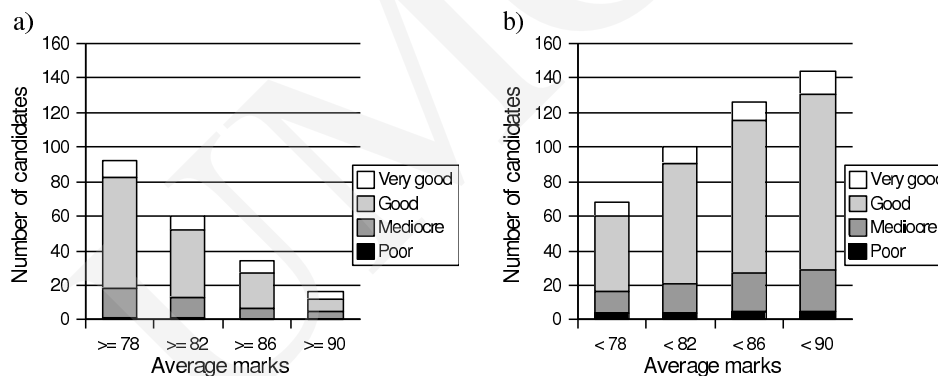 a)
160
140
120
100
80
60
40
20
0
Number of candidates
>= 78
>= 82
>= 86
>= 90
Average marks
Very good
Good
Mediocre
Poor
b)
160
140
120
100
80
60
40
20
0
Number of candidates
< 78
< 82
< 86
< 90
Average marks
Very good
Good
Mediocre
Poor